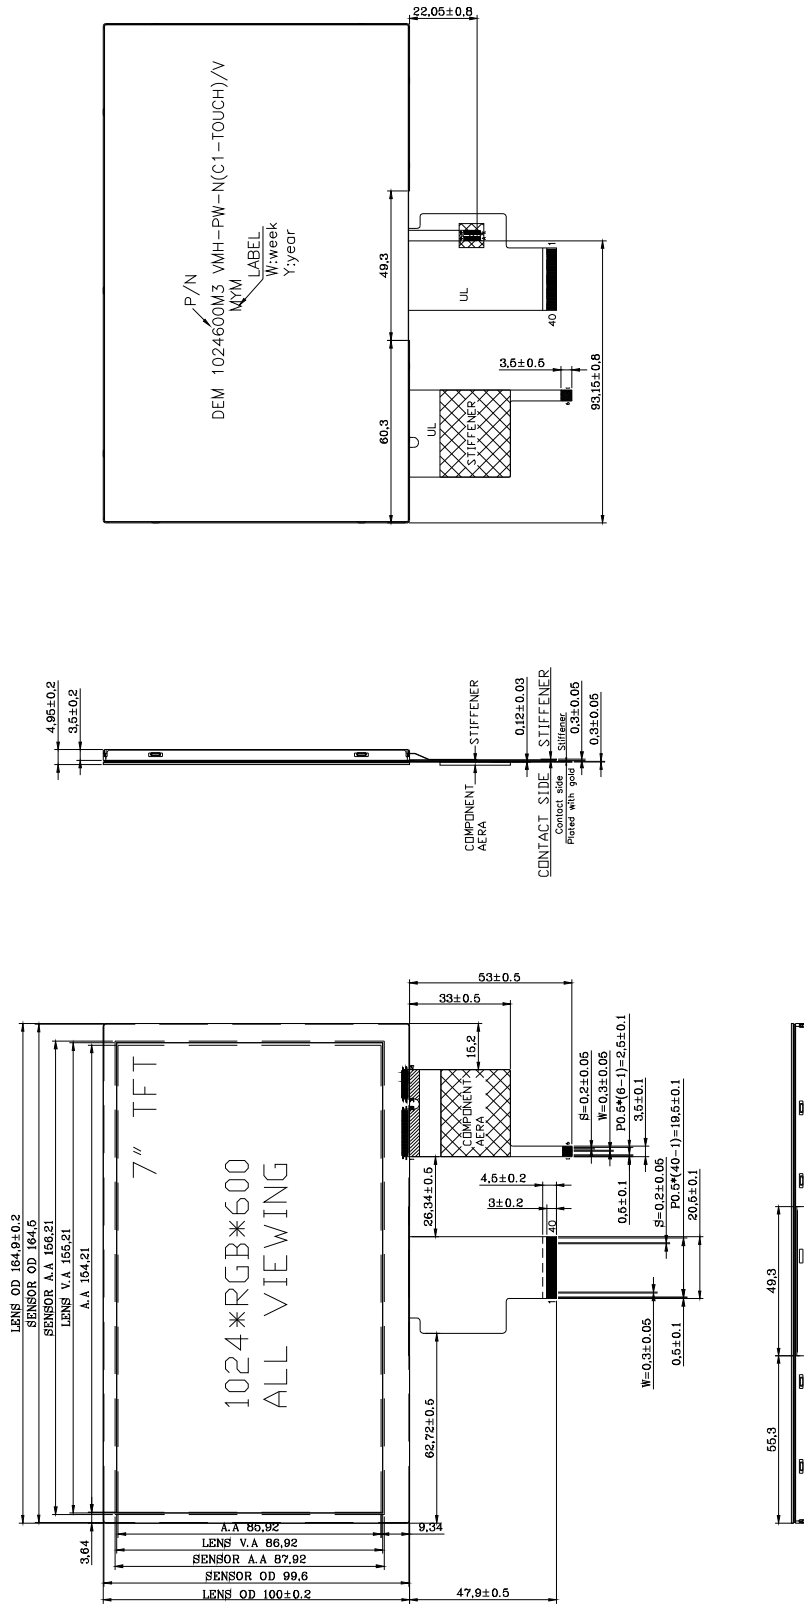 22,05±0,8
P/N
DEM 1024600M3 VMH-PW-N(C1-TOUCH)/V
MYM
LABEL
W:week
Y:year
49,3
60,3
UL
1
40
UL
STIFFENER
3,5±0.5
93,15±0,8
4,95±0,2
3,5±0,2
STIFFENER
COMPONENT
AERA
0,12±0.03
STIFFENER
CONTACT SIDE
Stiffener
Contact side
Plated with gold
0,3±0.05
0,3±0.05
LENS OD 164,9±0.2
SENSOR OD 164,5
SENSOR A.A 156,21
LENS V.A 155,21
A.A 154,21
3,64
7" TFT
1024*RGB*600
ALL VIEWING
A.A 85,92
LENS V.A 86,92
SENSOR A.A 87,92
SENSOR OD 99,6
LENS OD 100±0.2
9,34
47,9±0.5
53±0.5
33±0.5
15,2
COMPONENT
AERA
26,34±0.5
62,72±0.5
4,5±0.2
3±0.2
40
1
S=0,2±0.05
W=0,3±0.05
P0.5*(6-1)=2,5±0.1
3,5±0.1
0,5±0.1
S=0,2±0.05
P0.5*(40-1)=19,5±0.1
20,5±0.1
W=0,3±0.05
0,5±0.1
49,3
55,3